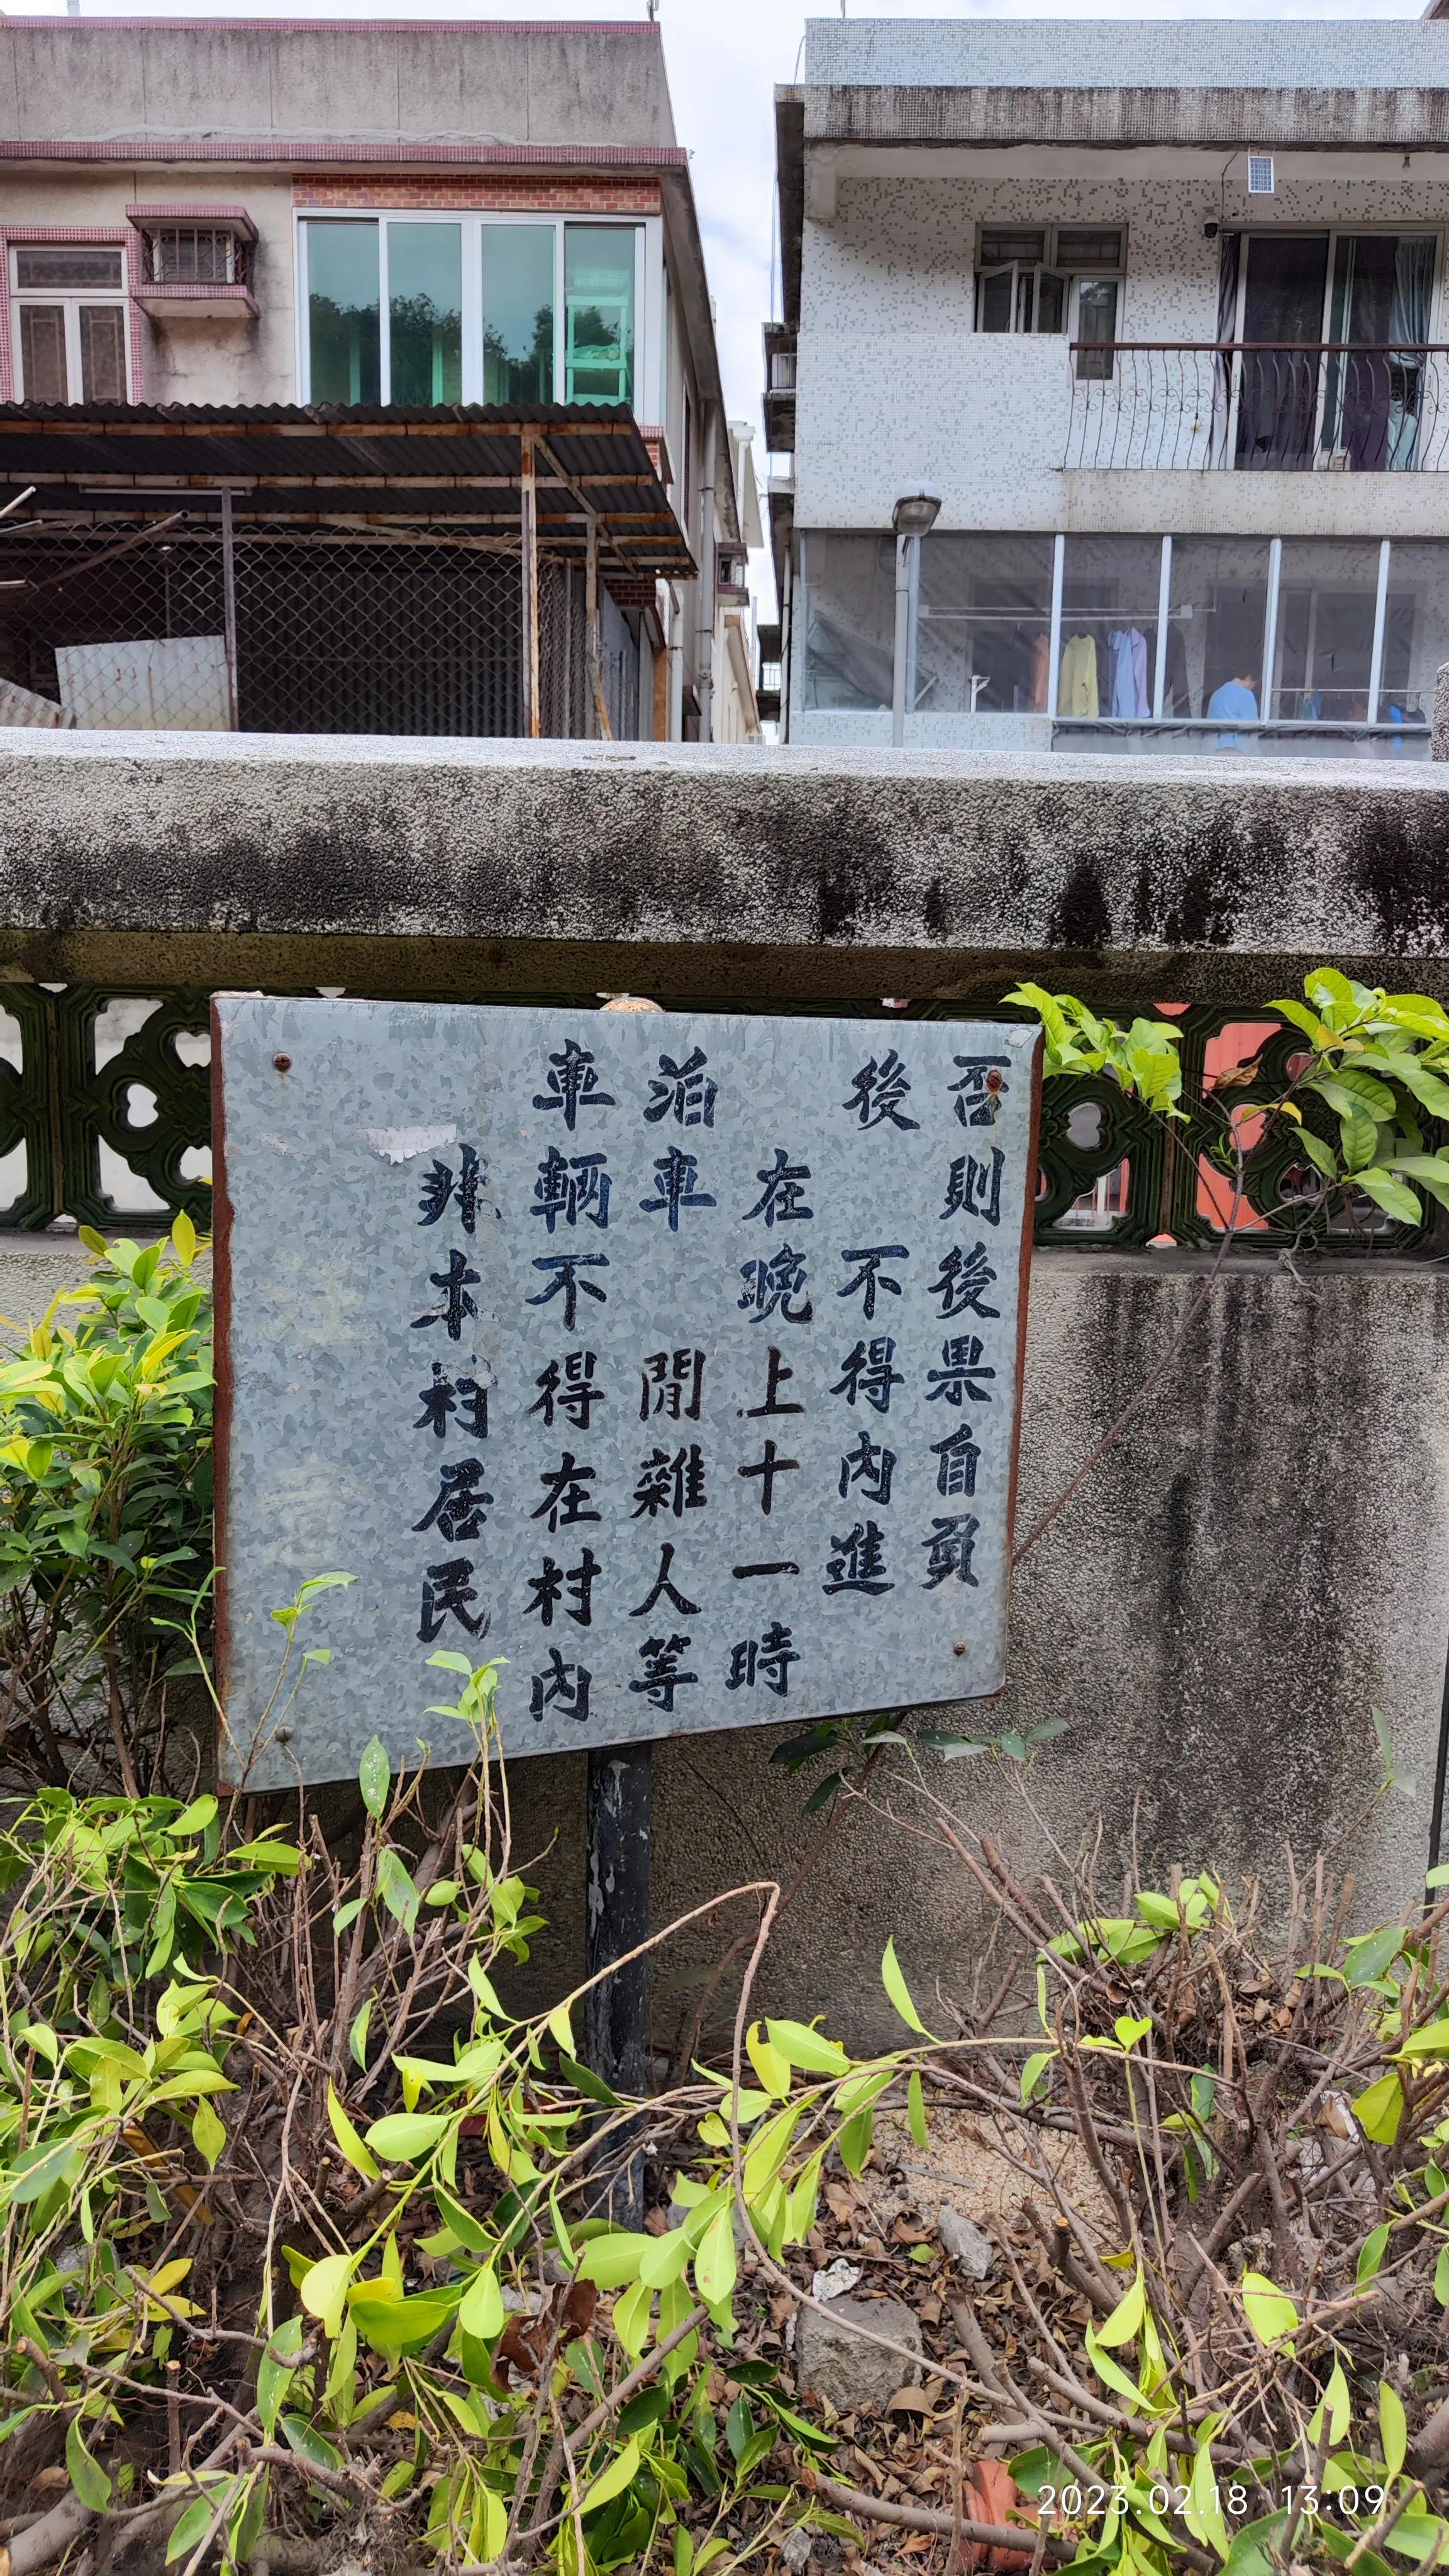 非本村居民
車輛不得在村內
泊車 閒雜人等
在晚上十一時
後 不得內進
否則後果自負
2023.02.18 13:09